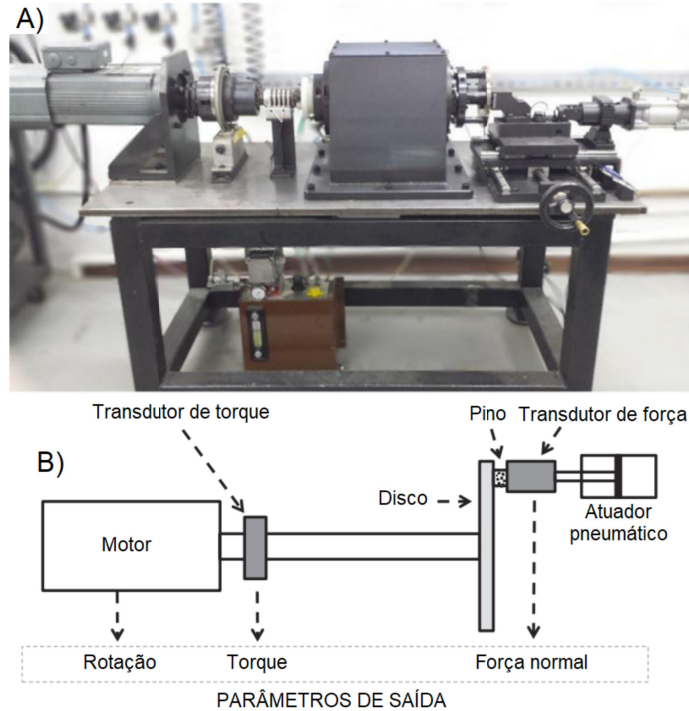 A)
Transdutor de torque
Pino
Transdutor de força
B)
Disco
Motor
Atuador
pneumático
Rotação
Torque
Força normal
PARÂMETROS DE SAÍDA